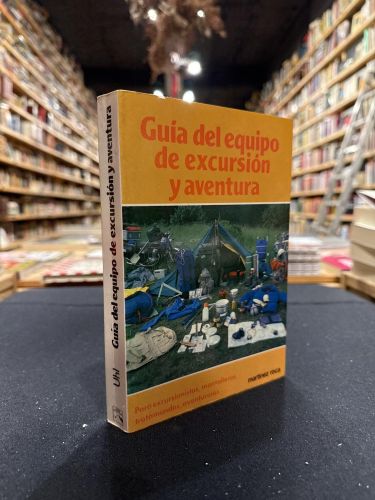 Guía del equipo
de excursión
y aventura
Para excursionistas, montañeros,
trotamundos, aventureros
martínez roca
Guía del equipo de excursión y aventura
Uhl